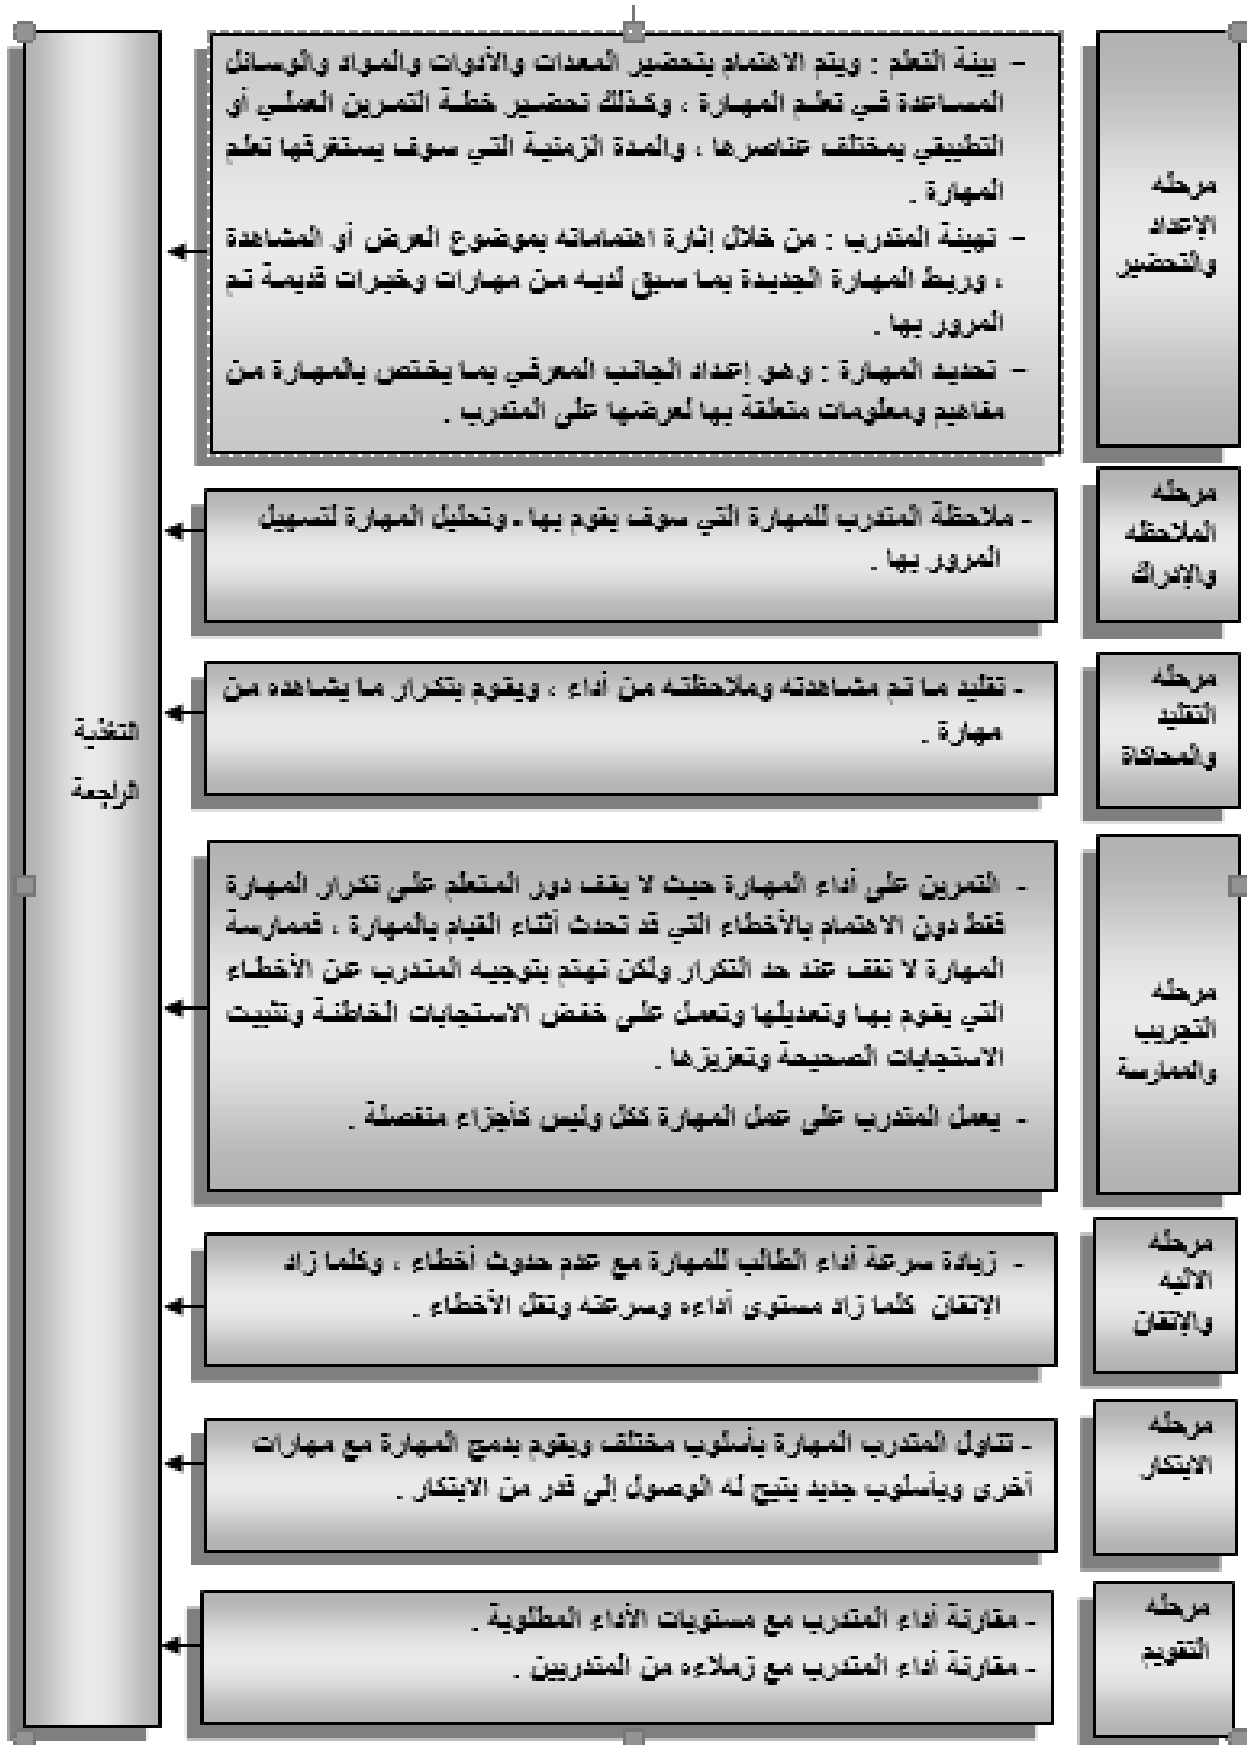 مرحله
الإعداد
والتحضير
- بيئة التعلم : ويتم الاهتمام بتحضير المعدات والأدوات والمواد والوسائل
المساعدة في تعلم المهارة ، وكذلك تحضير خطة التمرين العملي أو
التطبيقي بمختلف عناصرها ، والمدة الزمنية التي سوف يستغرقها تعلم
المهارة .
- تهيئة المتدرب : من خلال إثارة اهتماماته بموضوع العرض أو المشاهدة
، وربط المهارة الجديدة بما سبق لديه من مهارات وخبرات قديمة تم
المرور بها .
- تحديد المهارة : وهو إعداد الجانب المعرفي بما يختص بالمهارة من
مفاهيم ومعلومات متعلقة بها لعرضها على المتدرب .
مرحله
الملاحظه
والإدراك
- ملاحظة المتدرب للمهارة التي سوف يقوم بها ـ وتحليل المهارة لتسهيل
المرور بها .
مرحله
التقليد
والمحاكاة
- تقليد ما تم مشاهدته وملاحظته من أداء ، ويقوم بتكرار ما يشاهده من
مهارة .
مرحله
التجريب
والممارسة
- التمرين على أداء المهارة حيث لا يقف دور المتعلم على تكرار المهارة
فقط دون الاهتمام بالأخطاء التي قد تحدث أثناء القيام بالمهارة ، فممارسة
المهارة لا تقف عند حد التكرار ولكن تهتم بتوجيه المتدرب عن الأخطاء
التي يقوم بها وتعديلها وتعمل على خفض الاستجابات الخاطئة وتثبيت
الاستجابات الصحيحة وتعزيزها .
- يعمل المتدرب على عمل المهارة ككل وليس كأجزاء منفصلة .
مرحله
الاليه
والإتقان
- زيادة سرعة أداء الطالب للمهارة مع عدم حدوث أخطاء ، وكلما زاد
الإتقان كلما زاد مستوى أداءه وسرعته وتقل الأخطاء .
مرحله
الابتكار
- تتناول المتدرب المهارة بأسلوب مختلف ويقوم بدمج المهارة مع مهارات
أخرى وبأسلوب جديد يتيح له الوصول إلي قدر من الابتكار .
مرحله
التقويم
- مقارنة أداء المتدرب مع مستويات الأداء المطلوبة .
- مقارنة أداء المتدرب مع زملاءه من المتدربين .
التغذية
الراجعة